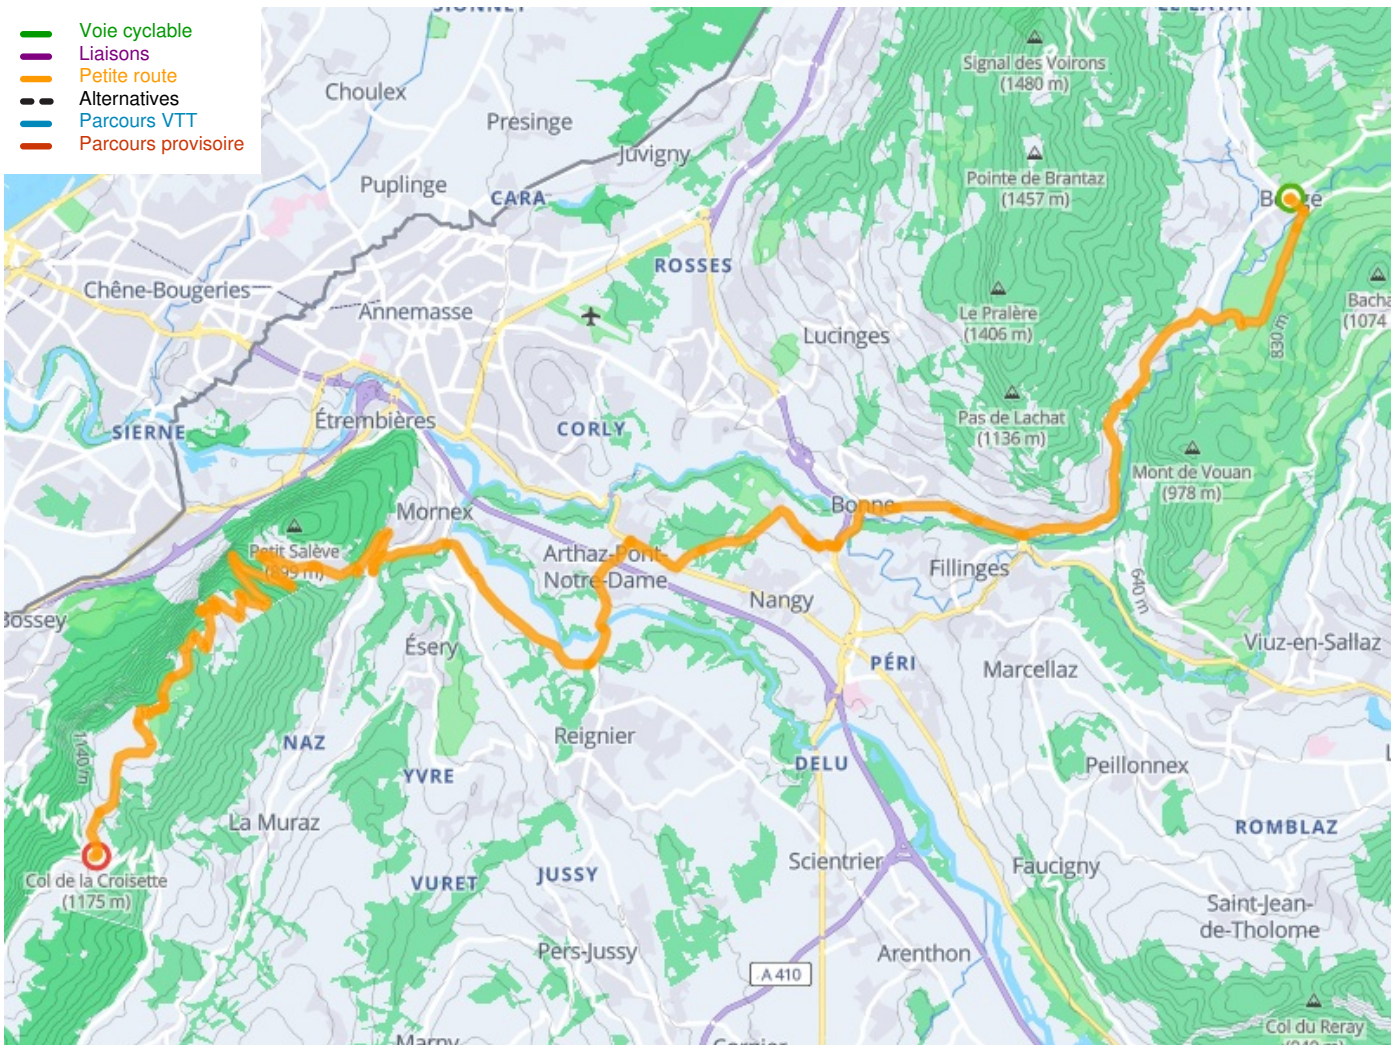 Voie cyclable
Liaisons
Petite route
Alternatives
Parcours VTT
Parcours provisoire
Signal des Voirons
(1480 m)
Choulex
Presinge
Juvigny
Puplinge
CARA
Pointe de Brantaz
(1457 m)
ROSSES
Chêne-Bougeries
Annemasse
Le Pralère
(1406 m)
Lucinges
(1074
830 m
Étrembières
SIERNE
CORLY
Pas de Lachat
(1136 m)
Mont de Vouan
(978 m)
Mornex
Bonne
Petit Salève
(899 m)
Arthaz-Pont-
Notre-Dame
Fillinges
Nangy
640 m
Bossey
Ésery
Viuz-en-Sallaz
PÉRI
Marcellaz
NAZ
Reignier
1140 m
YVRE
DELU
Peillonnex
La Muraz
ROMBLAZ
Scientrier
Faucigny
Col de la Croisette
(1175 m)
VURET
JUSSY
Saint-Jean-
de-Tholome
Pers-Jussy
Arenthon
A 410
Col du Reray